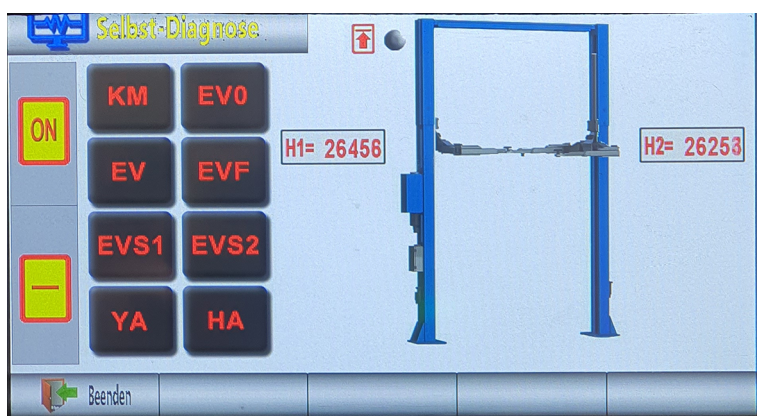 Selbst-Diagnose
ON
KM
EV0
EV
EVF
EVS1
EVS2
YA
HA
H1= 26456
H2= 26253
Beenden